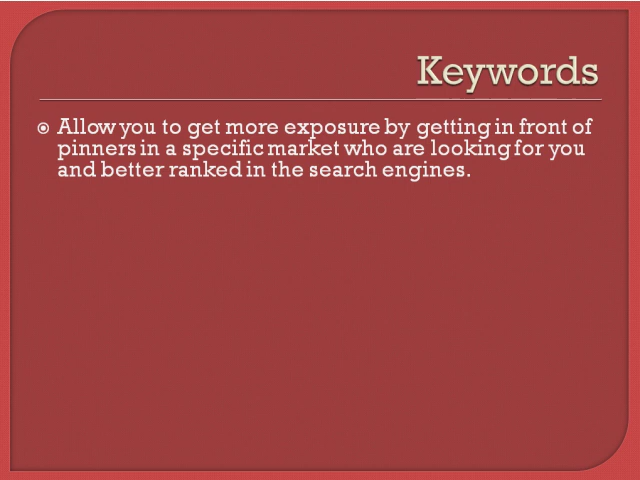 Keywords
Allow you to get more exposure by getting in front of
pinners in a specific market who are looking for you
and better ranked in the search engines.